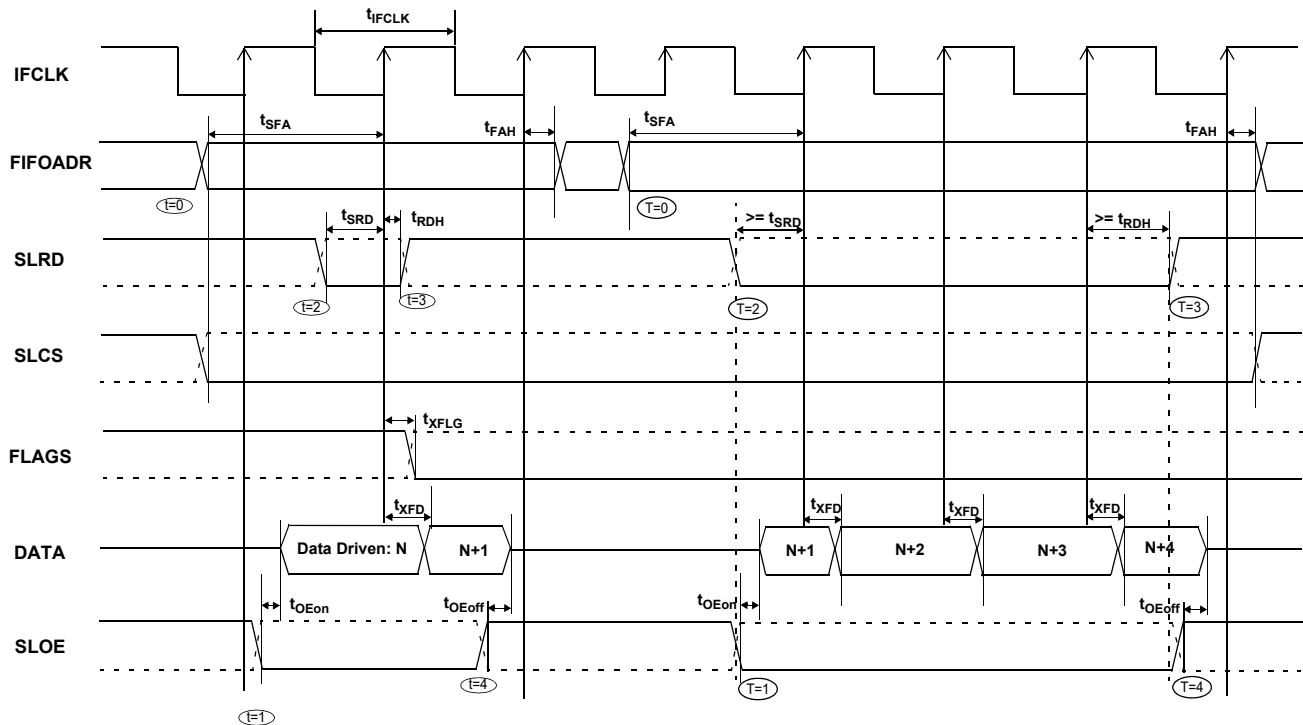 tIFCLK
IFCLK
tSFA
tFAH
tSFA
tFAH
FIFOADR
t=0
T=0
tSRD
tRDH
>= tSRD
>= tRDH
SLRD
t=2
t=3
T=2
T=3
SLCS
tXFLG
FLAGS
tXFD
tXFD
tXFD
tXFD
DATA
Data Driven: N
N+1
N+1
N+2
N+3
N+4
tOEon
tOEoff
tOEon
tOEoff
SLOE
t=4
T=1
T=4
t=1